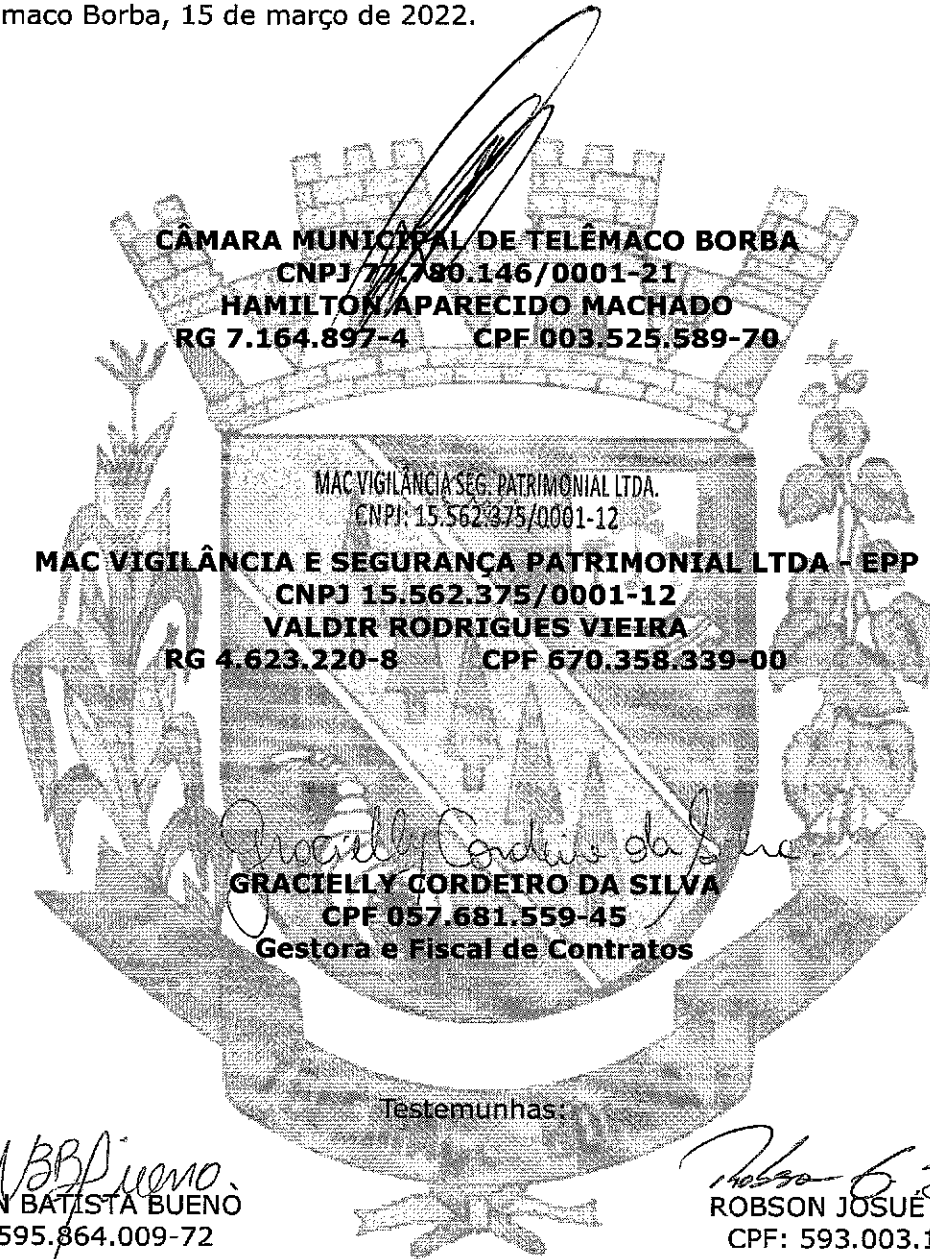 maco Borba, 15 de março de 2022.
CÂMARA MUNICIPAL DE TELÊMACO BORBA
CNPJ 77.780.146/0001-21
HAMILTON APARECIDO MACHADO
RG 7.164.897-4 CPF 003.525.589-70
MAC VIGILÂNCIA SEG. PATRIMONIAL LTDA.
CNPJ: 15.562.375/0001-12
MAC VIGILÂNCIA E SEGURANÇA PATRIMONIAL LTDA - EPP
CNPJ 15.562.375/0001-12
VALDIR RODRIGUES VIEIRA
RG 4.623.220-8 CPF 670.358.339-00
Gracielly Cordeiro da Silva
GRACIELLY CORDEIRO DA SILVA
CPF 057.681.559-45
Gestora e Fiscal de Contratos
Testemunhas:
Bueno
N BATISTA BUENO
595.864.009-72
Robson
ROBSON JOSUÉ
CPF: 593.003.1